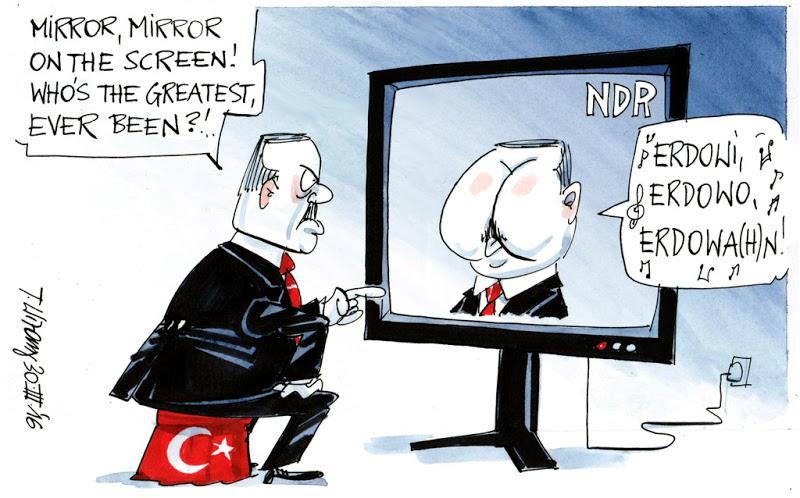 MIRROR, MIRROR
ON THE SCREEN!
WHO'S THE GREATEST,
EVER BEEN?!..
NDR
ERDOWI,
ERDOWO,
ERDOWA(H)N!